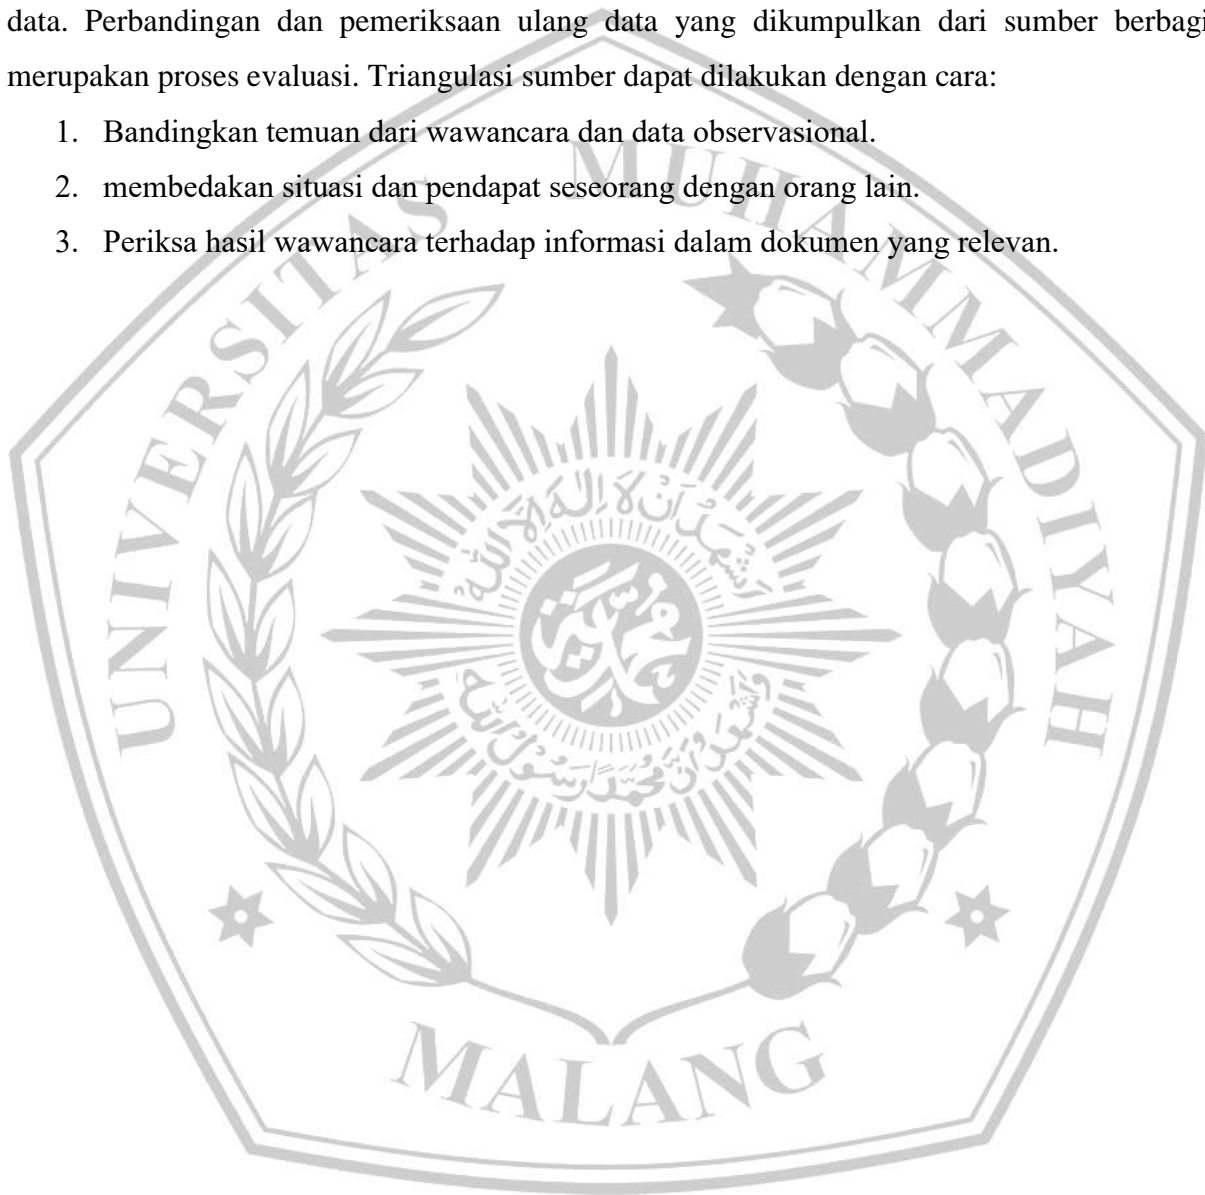 data. Perbandingan dan pemeriksaan ulang data yang dikumpulkan dari sumber berbagi
merupakan proses evaluasi. Triangulasi sumber dapat dilakukan dengan cara:
1. Bandingkan temuan dari wawancara dan data observasional.
2. membedakan situasi dan pendapat seseorang dengan orang lain.
3. Periksa hasil wawancara terhadap informasi dalam dokumen yang relevan.
UNIVERSITAS MUHAMMADIYAH
MALANG